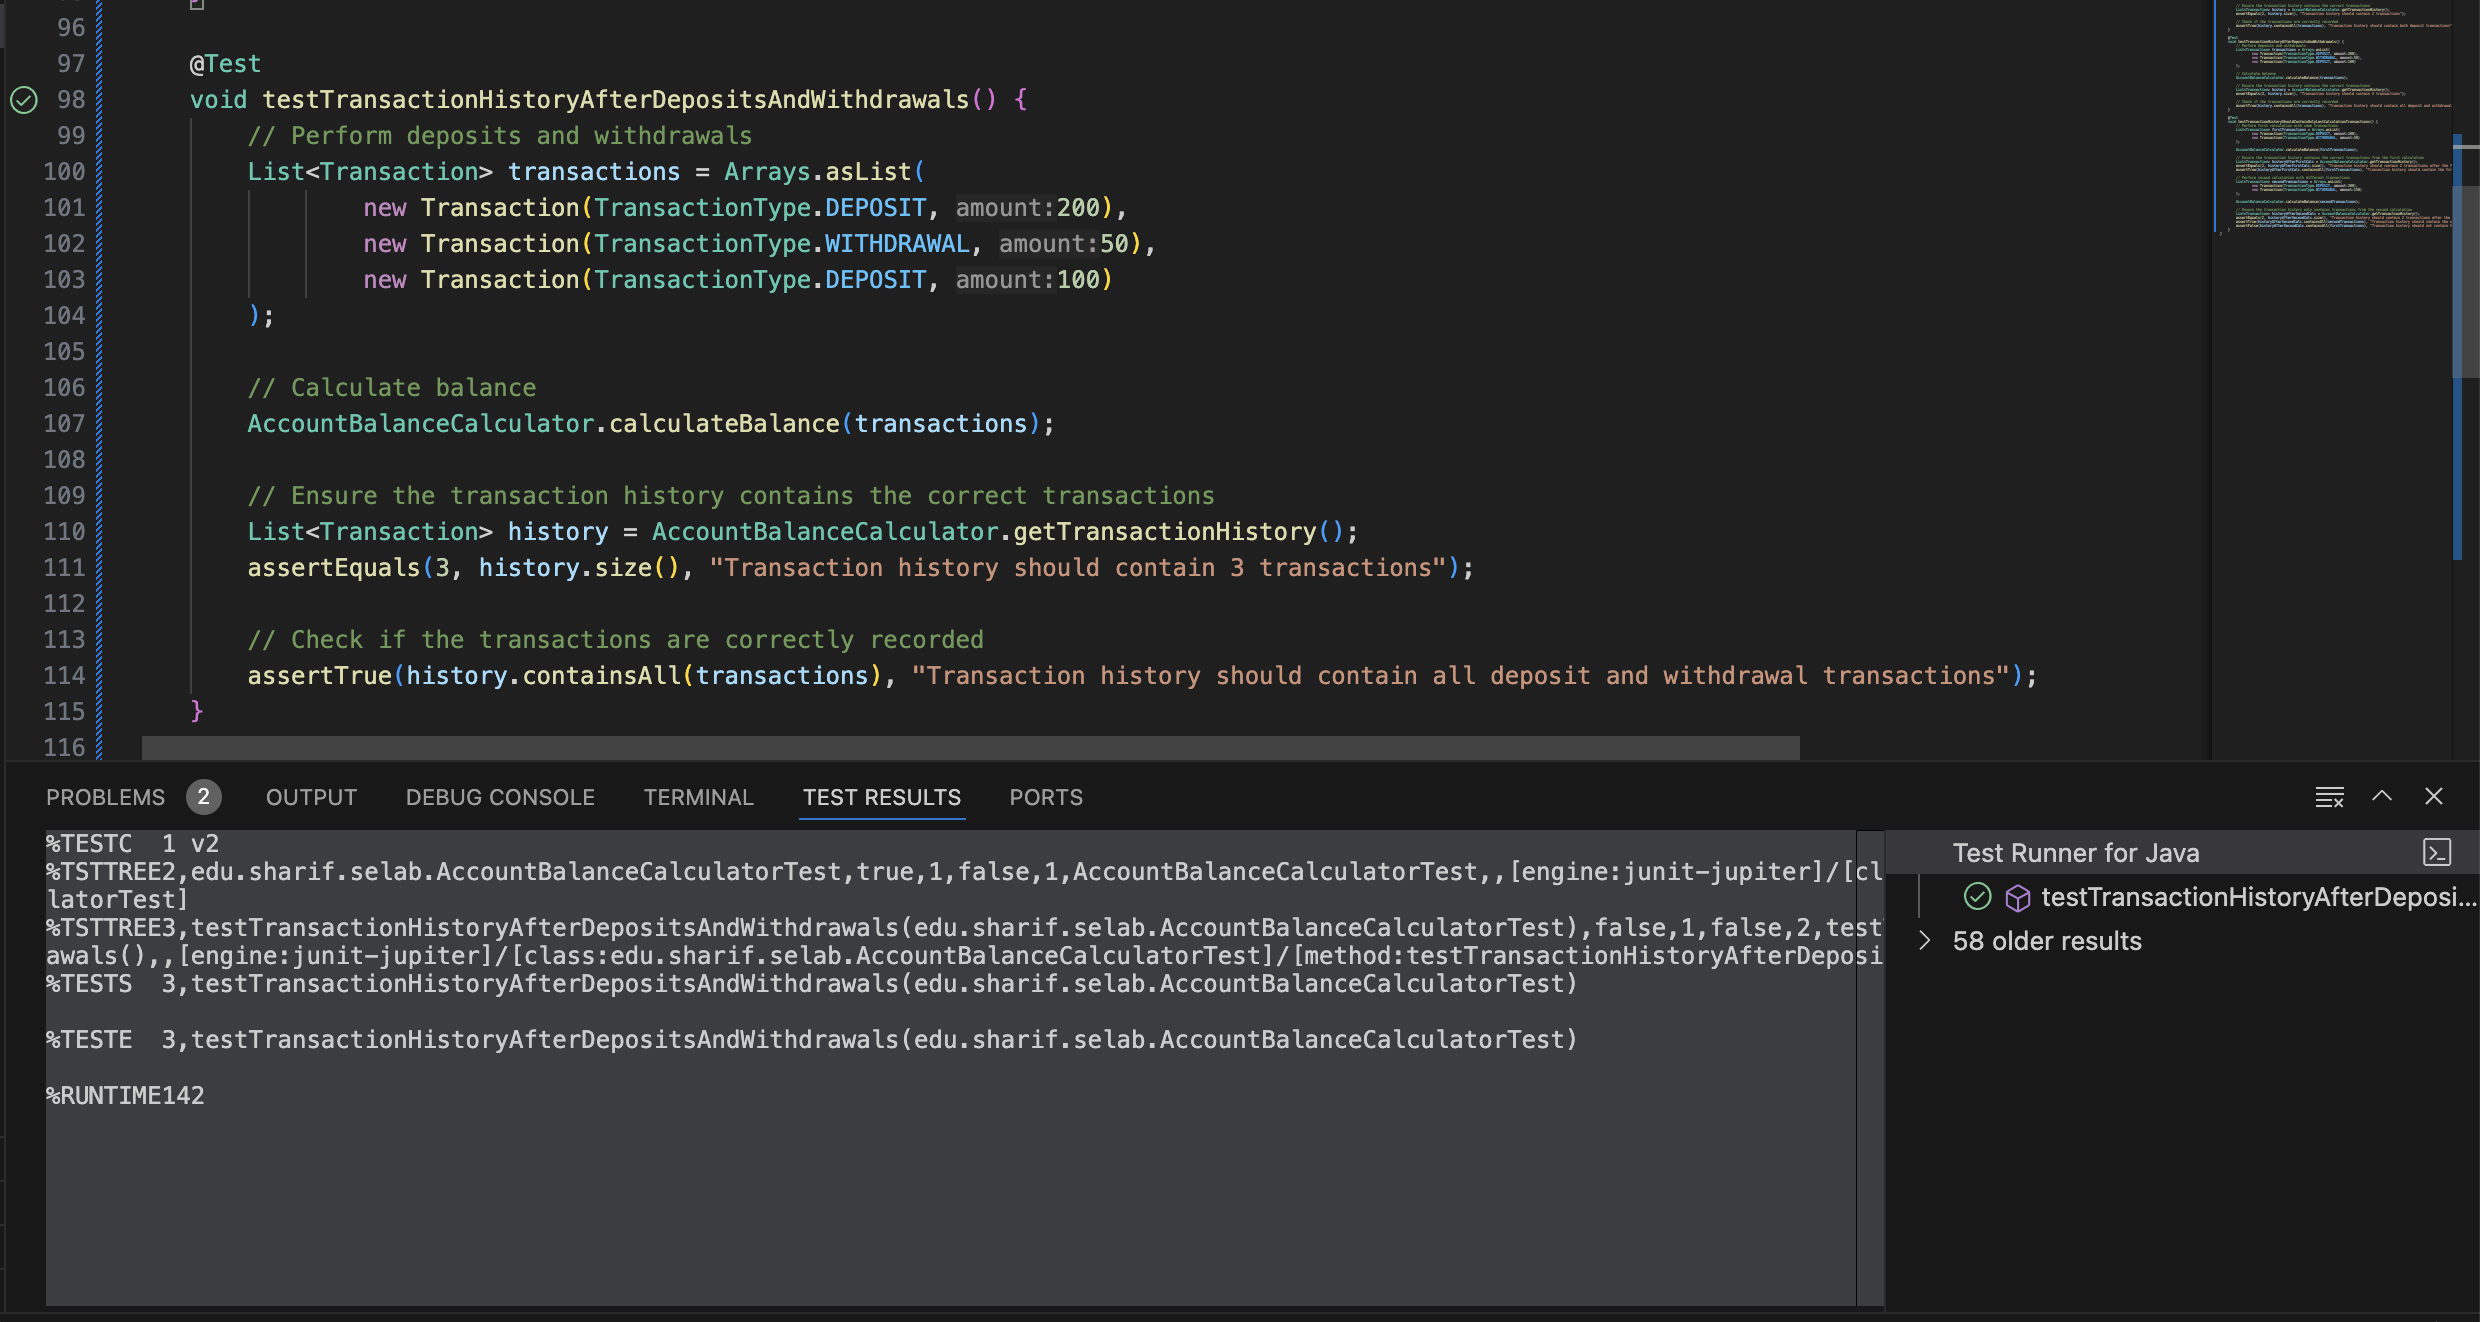 96
97 @Test
98 void testTransactionHistoryAfterDepositsAndWithdrawals() {
99 // Perform deposits and withdrawals
100 List<Transaction> transactions = Arrays.asList(
101 new Transaction(TransactionType.DEPOSIT, amount:200),
102 new Transaction(TransactionType.WITHDRAWAL, amount:50),
103 new Transaction(TransactionType.DEPOSIT, amount:100)
104 );
105
106 // Calculate balance
107 AccountBalanceCalculator.calculateBalance(transactions);
108
109 // Ensure the transaction history contains the correct transactions
110 List<Transaction> history = AccountBalanceCalculator.getTransactionHistory();
111 assertEquals(3, history.size(), "Transaction history should contain 3 transactions");
112
113 // Check if the transactions are correctly recorded
114 assertTrue(history.containsAll(transactions), "Transaction history should contain all deposit and withdrawal transactions");
115 }
116
PROBLEMS 2 OUTPUT DEBUG CONSOLE TERMINAL TEST RESULTS PORTS
%TESTC 1 v2
%TSTTREE2,edu.sharif.selab.AccountBalanceCalculatorTest,true,1,false,1,AccountBalanceCalculatorTest,,[engine:junit-jupiter]/[cl
latorTest]
%TSTTREE3,testTransactionHistoryAfterDepositsAndWithdrawals(edu.sharif.selab.AccountBalanceCalculatorTest),false,1,false,2,test
awals(),,[engine:junit-jupiter]/[class:edu.sharif.selab.AccountBalanceCalculatorTest]/[method:testTransactionHistoryAfterDeposi
%TESTS 3,testTransactionHistoryAfterDepositsAndWithdrawals(edu.sharif.selab.AccountBalanceCalculatorTest)
%TESTE 3,testTransactionHistoryAfterDepositsAndWithdrawals(edu.sharif.selab.AccountBalanceCalculatorTest)
%RUNTIME142
Test Runner for Java
testTransactionHistoryAfterDeposi...
58 older results